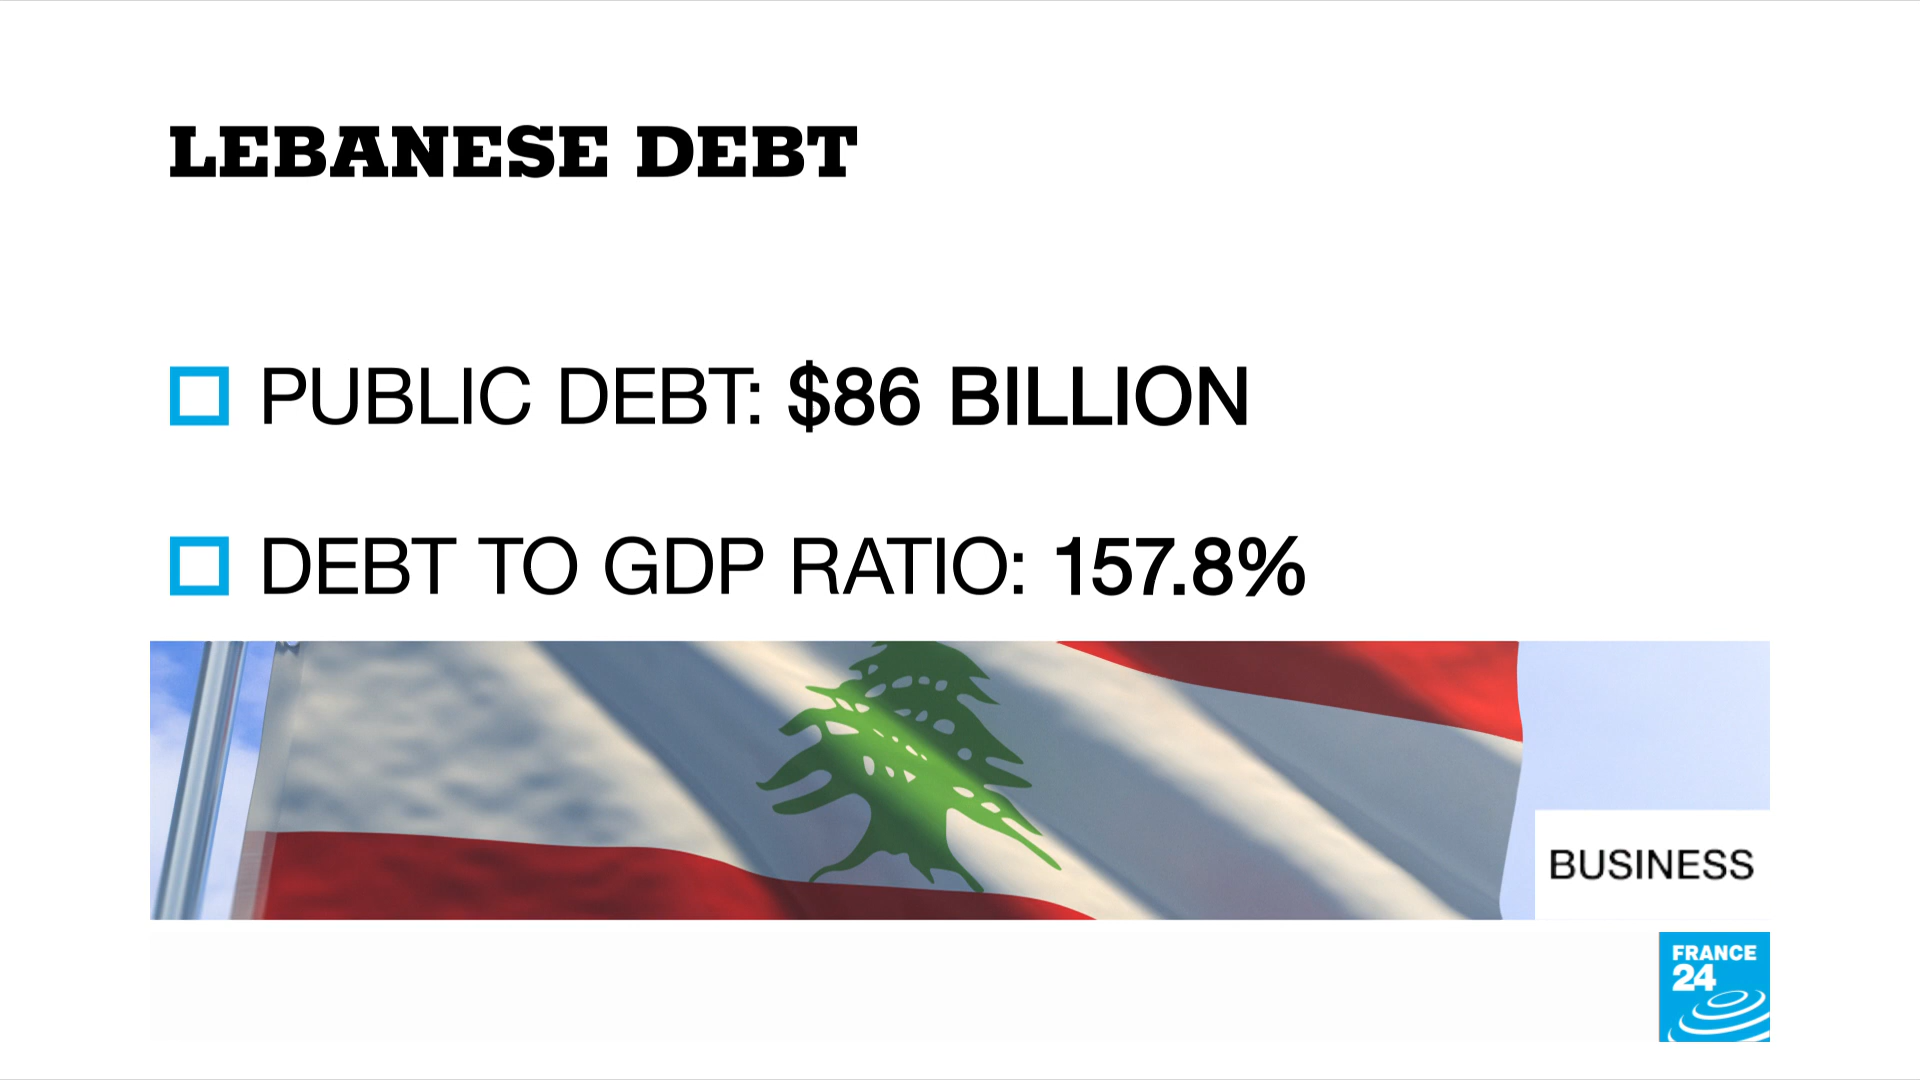 LEBANESE DEBT
PUBLIC DEBT: $86 BILLION
DEBT TO GDP RATIO: 157.8%
BUSINESS
FRANCE
24